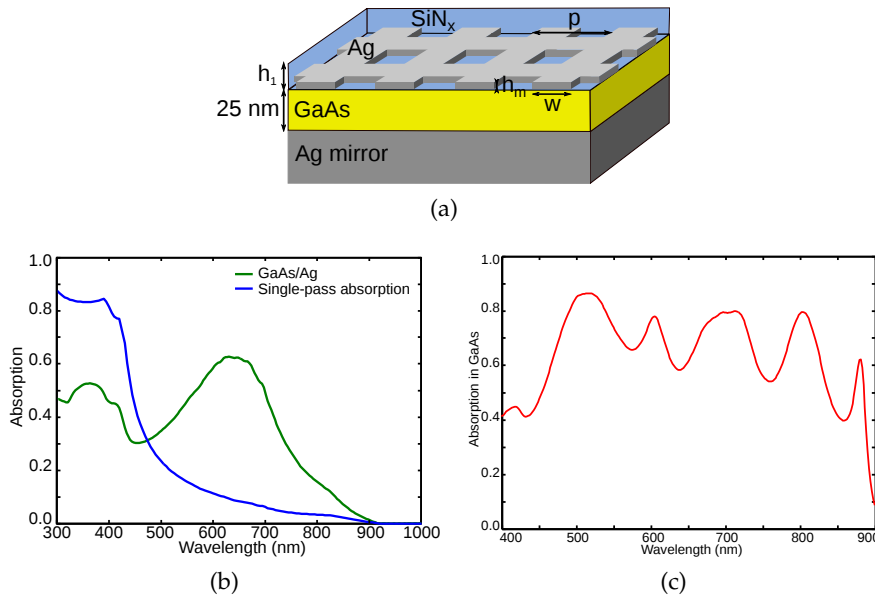 SiNₓ
p
Ag
h₁
hₘ
w
25 nm
GaAs
Ag mirror
(a)
1.0
0.8
0.6
0.4
0.2
0.0
300 400 500 600 700 800 900 1000
Absorption
Wavelength (nm)
GaAs/Ag
Single-pass absorption
(b)
1.0
0.8
0.6
0.4
0.2
0.0
400 500 600 700 800 900
Absorption in GaAs
Wavelength (nm)
(c)